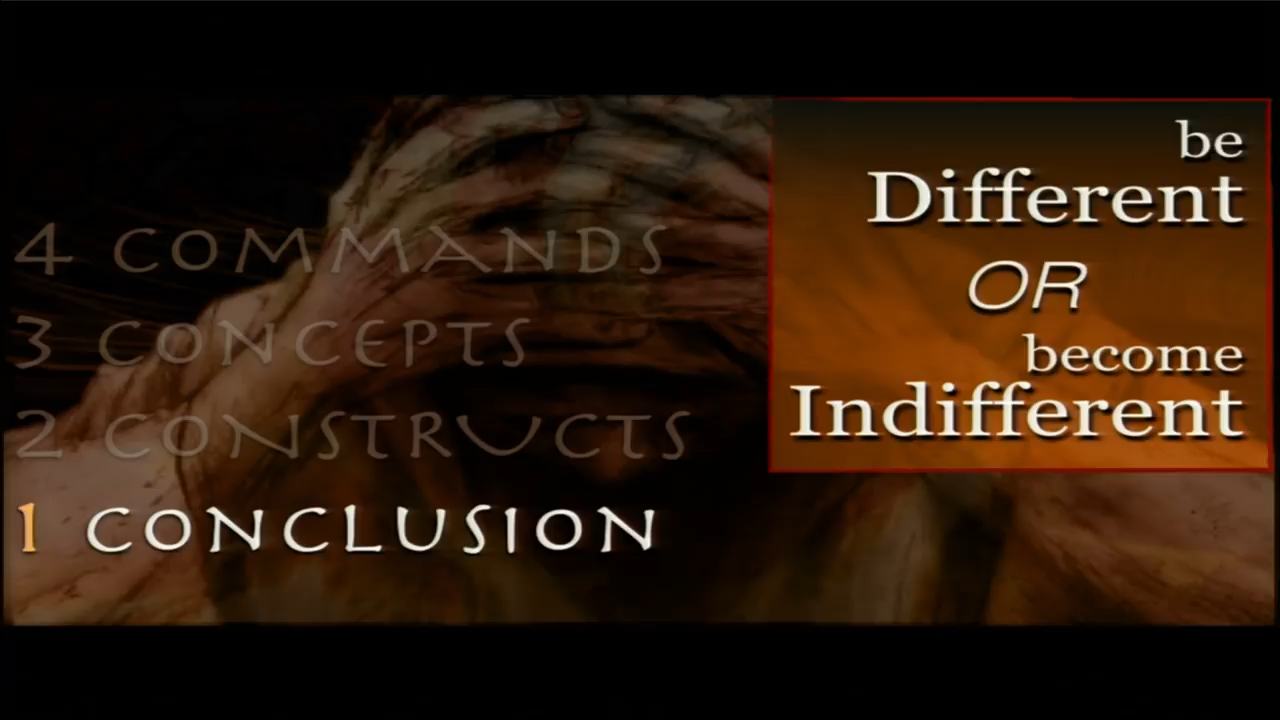 4 COMMANDS
3 CONCEPTS
2 CONSTRUCTS
1 CONCLUSION
be
Different
OR
become
Indifferent